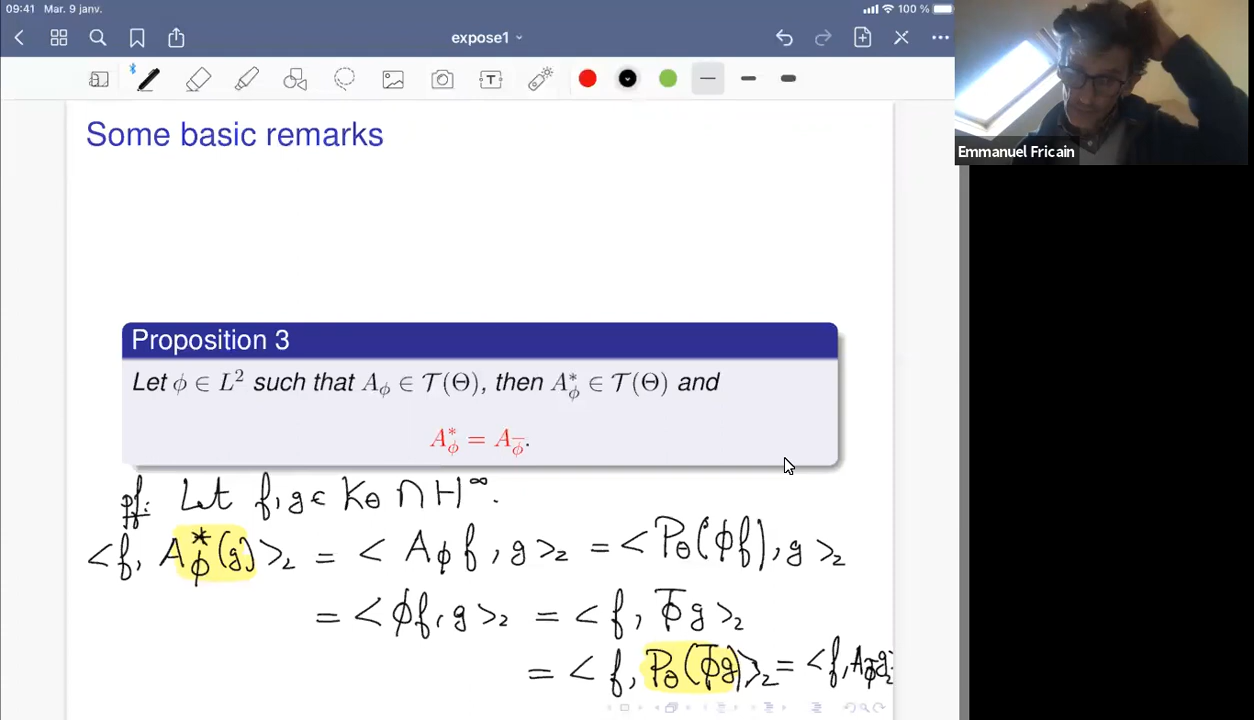 09:41 Mar. 9 janv.
100 %
expose1
Emmanuel Fricain
Some basic remarks
Proposition 3
Let ϕ ∈ L² such that A_ϕ ∈ 𝒯(Θ), then A*_ϕ ∈ 𝒯(Θ) and
A*_ϕ = A_ϕ̄.
pf: Let f, g ∈ K_Θ ∩ H^∞.
<f, A*_ϕ(g)>₂ = <A_ϕ f, g>₂ = <P_Θ(ϕf), g>₂
= <ϕf, g>₂ = <f, ϕ̄g>₂
= <f, P_Θ(ϕ̄g)>₂ = <f, A_ϕ̄ g>₂